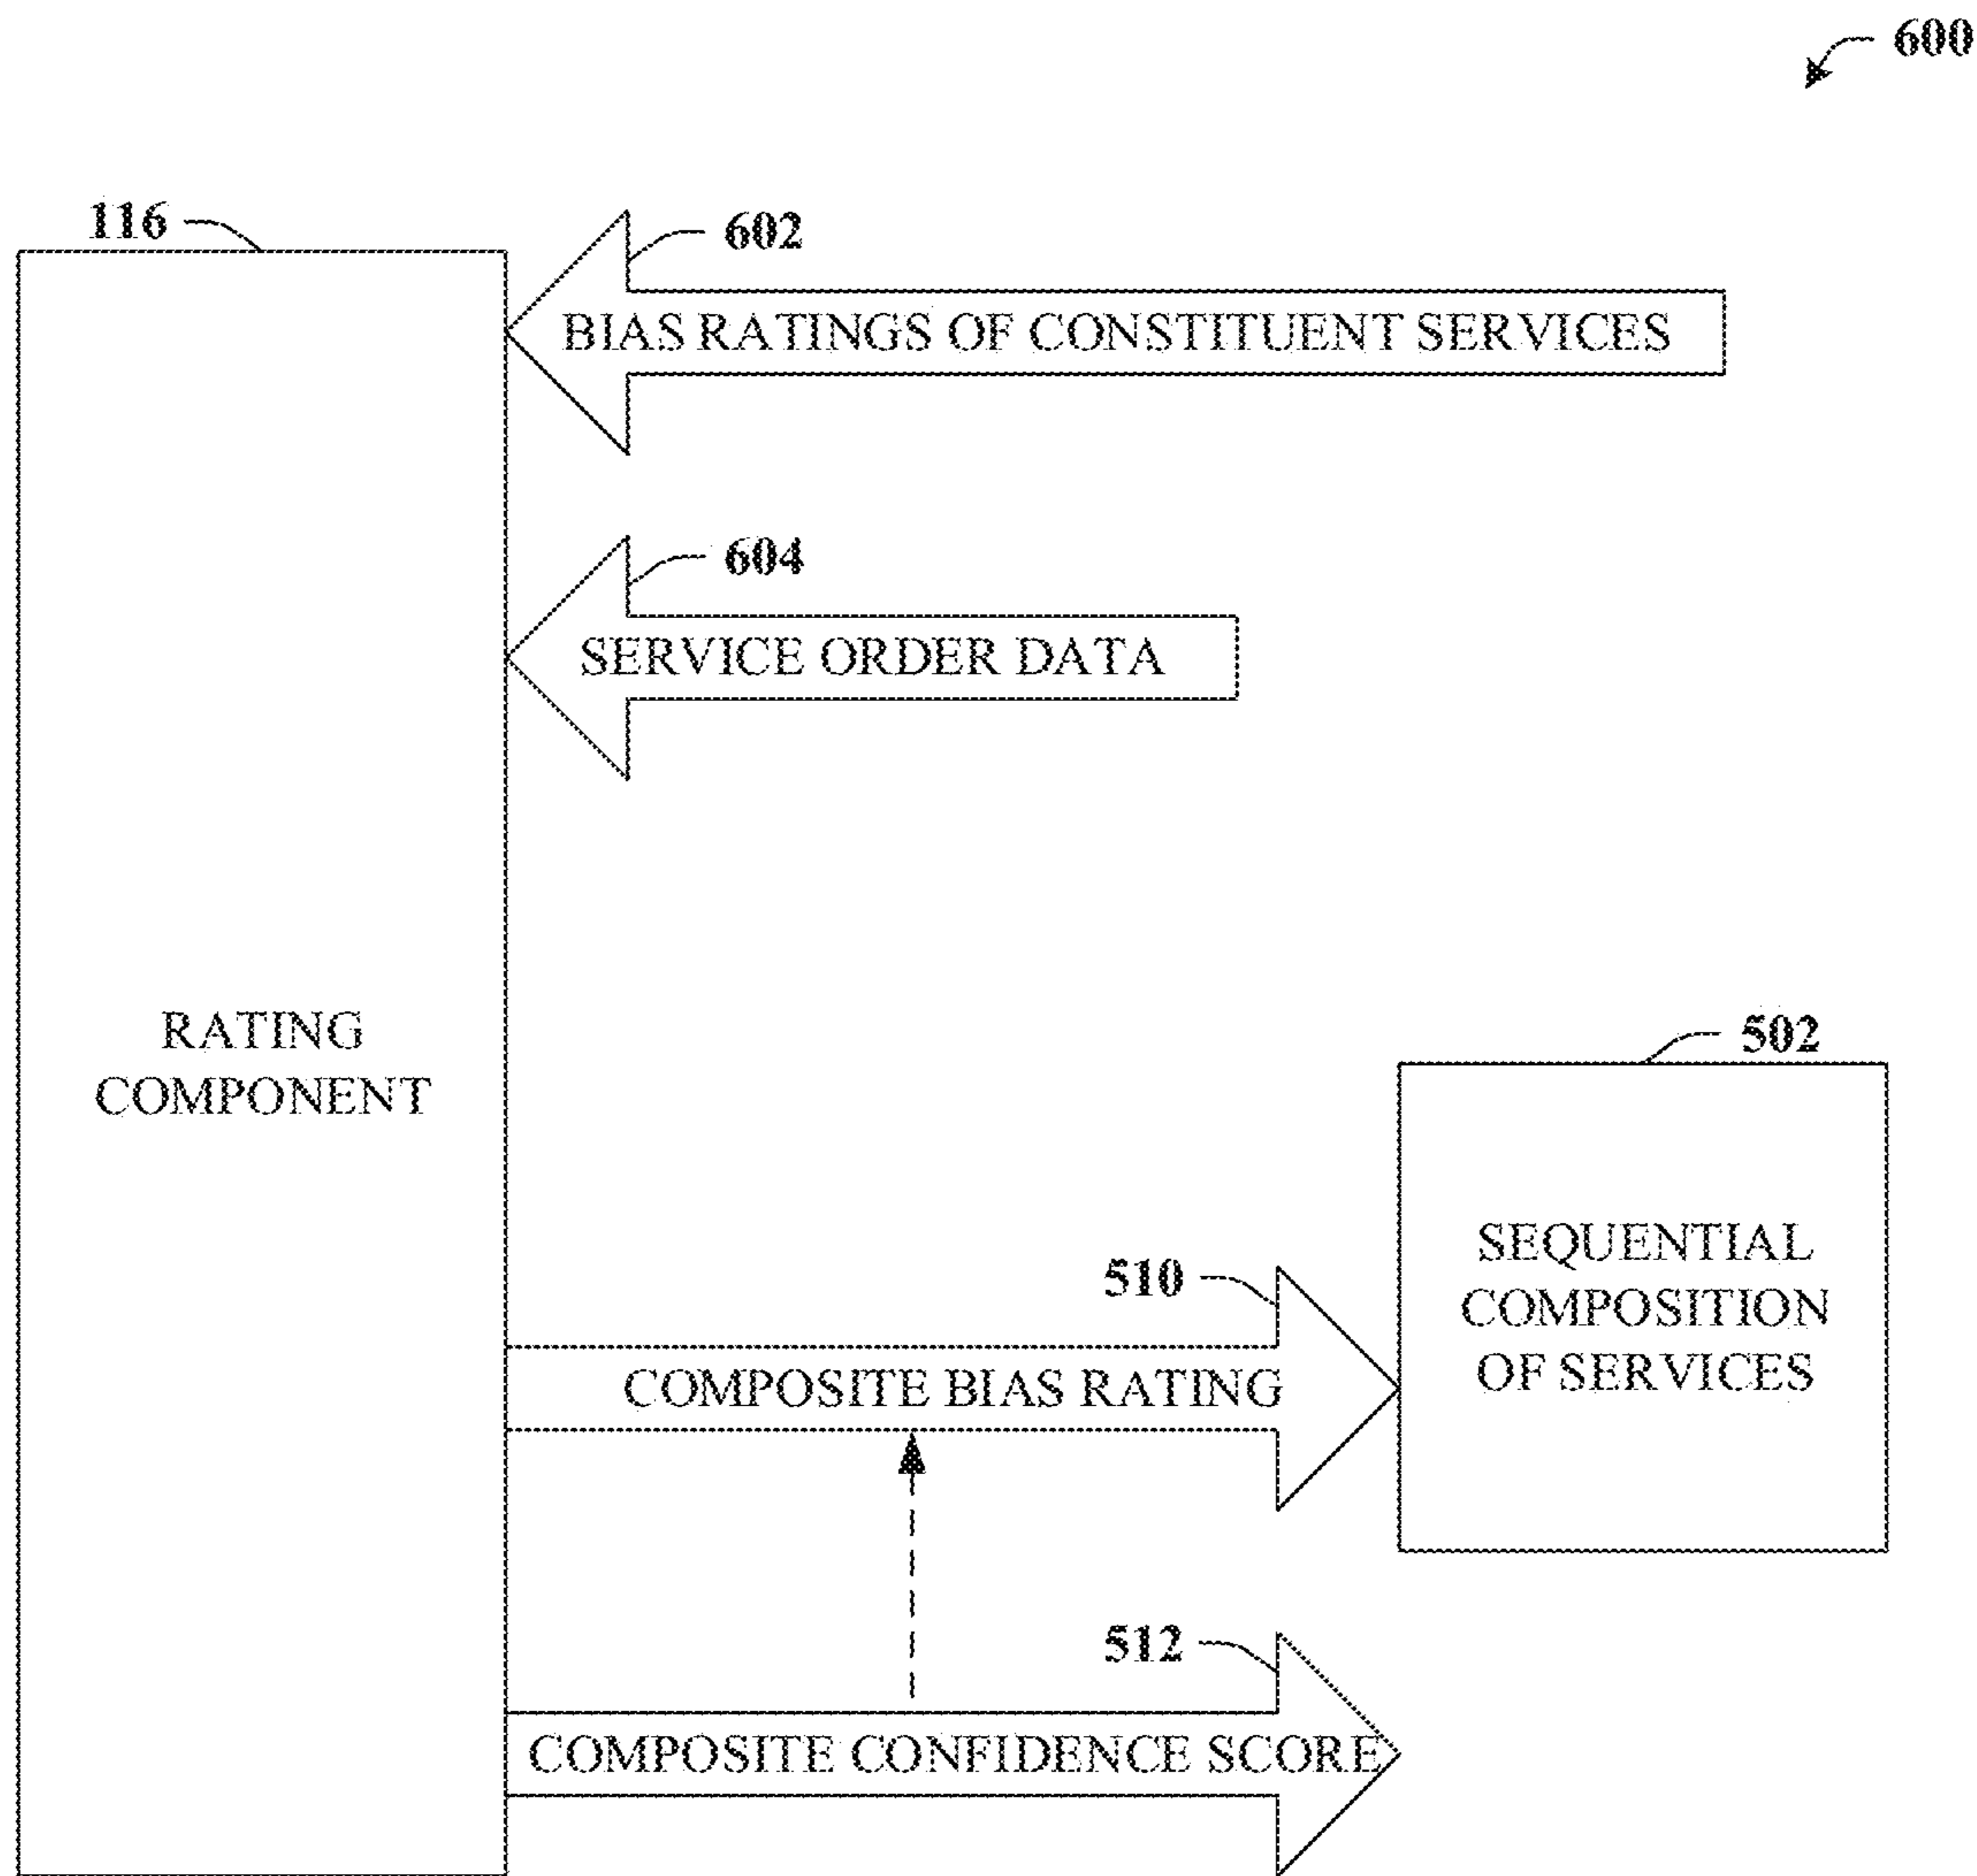 600
116
602
BIAS RATINGS OF CONSTITUENT SERVICES
604
SERVICE ORDER DATA
RATING
COMPONENT
502
SEQUENTIAL
COMPOSITION
OF SERVICES
510
COMPOSITE BIAS RATING
512
COMPOSITE CONFIDENCE SCORE